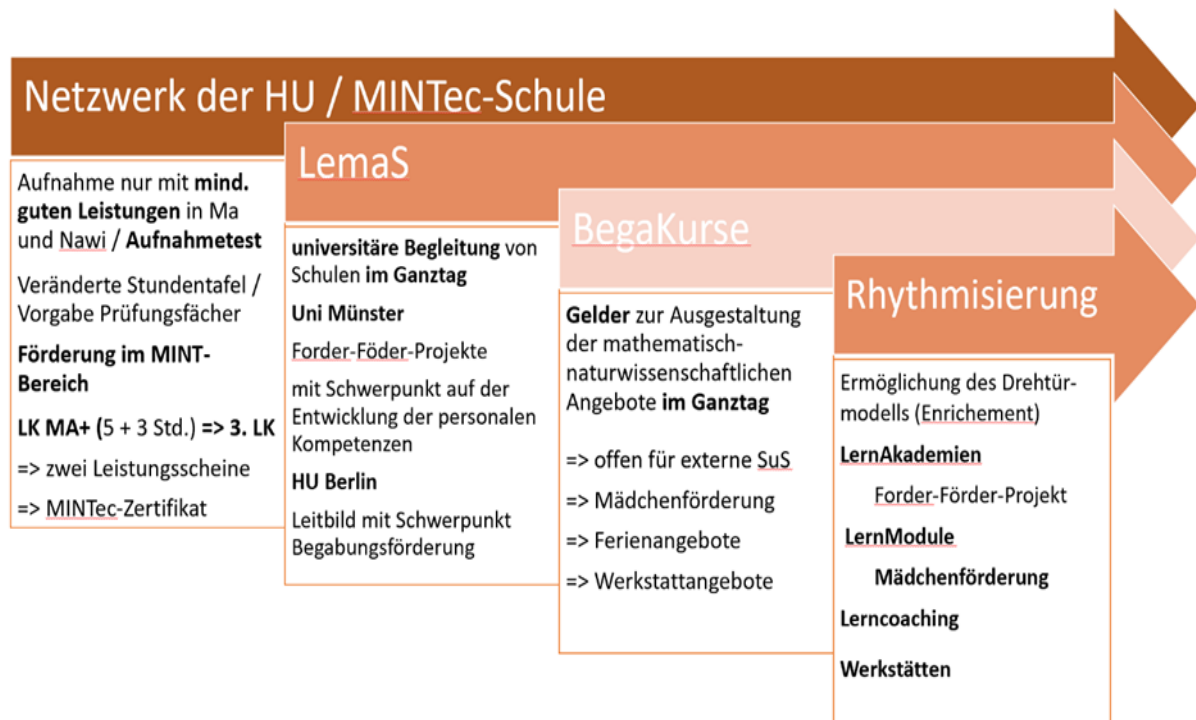 Netzwerk der HU / MINTec-Schule
Aufnahme nur mit mind.
guten Leistungen in Ma
und Nawi / Aufnahmetest
Veränderte Stundentafel /
Vorgabe Prüfungsfächer
Förderung im MINT-
Bereich
LK MA+ (5 + 3 Std.) => 3. LK
=> zwei Leistungsscheine
=> MINTec-Zertifikat
LemaS
universitäre Begleitung von
Schulen im Ganztag
Uni Münster
Forder-Föder-Projekte
mit Schwerpunkt auf der
Entwicklung der personalen
Kompetenzen
HU Berlin
Leitbild mit Schwerpunkt
Begabungsförderung
BegaKurse
Gelder zur Ausgestaltung
der mathematisch-
naturwissenschaftlichen
Angebote im Ganztag
=> offen für externe SuS
=> Mädchenförderung
=> Ferienangebote
=> Werkstattangebote
Rhythmisierung
Ermöglichung des Drehtür-
modells (Enrichement)
LernAkademien
Forder-Förder-Projekt
LernModule
Mädchenförderung
Lerncoaching
Werkstätten